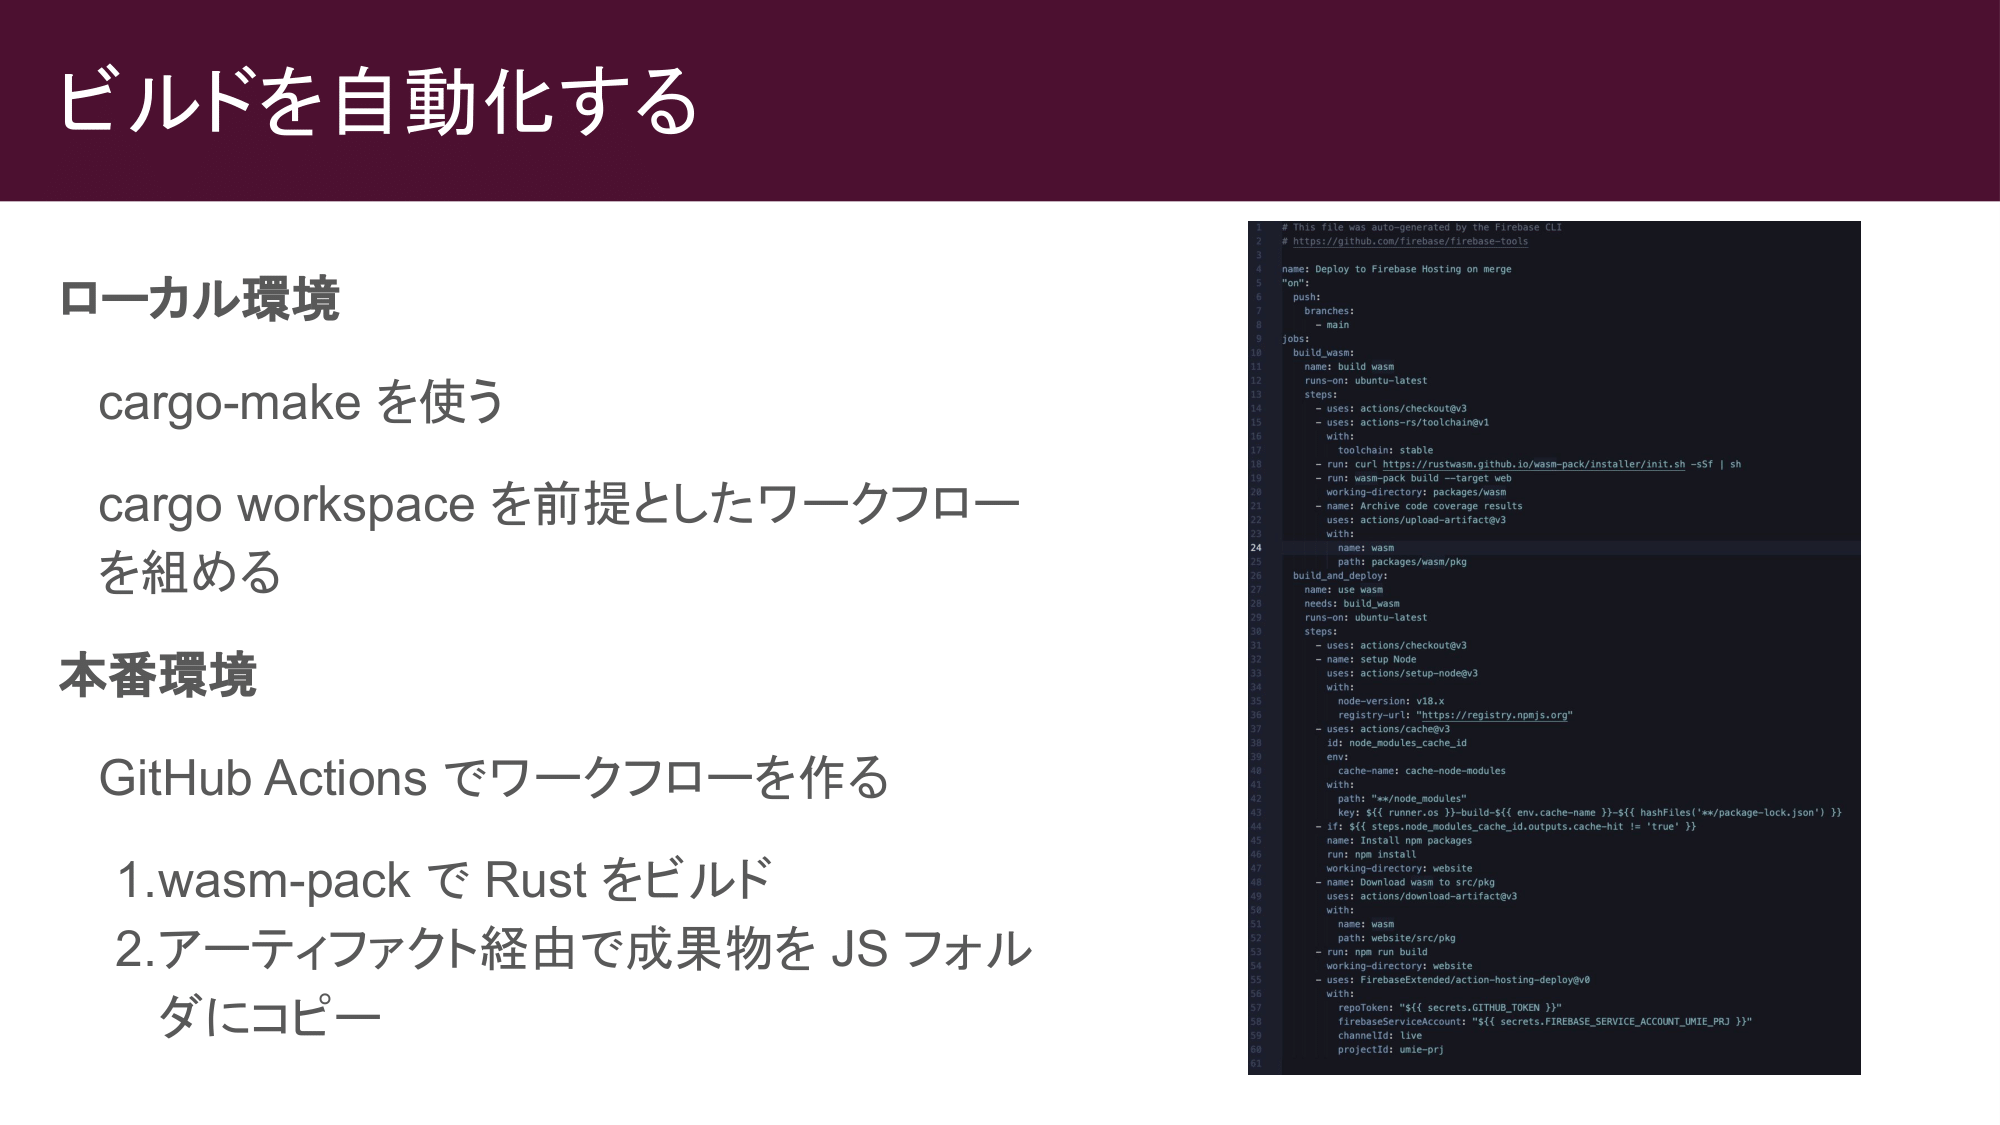 ビルドを自動化する
ローカル環境
cargo-make を使う
cargo workspace を前提としたワークフロー
を組める
本番環境
GitHub Actions でワークフローを作る
1.wasm-pack で Rust をビルド
2.アーティファクト経由で成果物を JS フォル
ダにコピー
1 # This file was auto-generated by the Firebase CLI
2 # https://github.com/firebase/firebase-tools
3
4 name: Deploy to Firebase Hosting on merge
5 "on":
6 push:
7 branches:
8 - main
9 jobs:
10 build_wasm:
11 name: build wasm
12 runs-on: ubuntu-latest
13 steps:
14 - uses: actions/checkout@v3
15 - uses: actions-rs/toolchain@v1
16 with:
17 toolchain: stable
18 - run: curl https://rustwasm.github.io/wasm-pack/installer/init.sh -sSf | sh
19 - run: wasm-pack build --target web
20 working-directory: packages/wasm
21 - name: Archive code coverage results
22 uses: actions/upload-artifact@v3
23 with:
24 name: wasm
25 path: packages/wasm/pkg
26 build_and_deploy:
27 name: use wasm
28 needs: build_wasm
29 runs-on: ubuntu-latest
30 steps:
31 - uses: actions/checkout@v3
32 - name: setup Node
33 uses: actions/setup-node@v3
34 with:
35 node-version: v18.x
36 registry-url: "https://registry.npmjs.org"
37 - uses: actions/cache@v3
38 id: node_modules_cache_id
39 env:
40 cache-name: cache-node-modules
41 with:
42 path: "**/node_modules"
43 key: ${{ runner.os }}-build-${{ env.cache-name }}-${{ hashFiles('**/package-lock.json') }}
44 - if: ${{ steps.node_modules_cache_id.outputs.cache-hit != 'true' }}
45 name: Install npm packages
46 run: npm install
47 working-directory: website
48 - name: Download wasm to src/pkg
49 uses: actions/download-artifact@v3
50 with:
51 name: wasm
52 path: website/src/pkg
53 - run: npm run build
54 working-directory: website
55 - uses: FirebaseExtended/action-hosting-deploy@v0
56 with:
57 repoToken: "${{ secrets.GITHUB_TOKEN }}"
58 firebaseServiceAccount: "${{ secrets.FIREBASE_SERVICE_ACCOUNT_UMIE_PRJ }}"
59 channelId: live
60 projectId: umie-prj
61